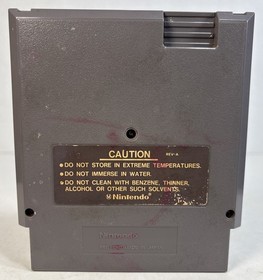 CAUTION REV-A
•DO NOT STORE IN EXTREME TEMPERATURES.
•DO NOT IMMERSE IN WATER.
•DO NOT CLEAN WITH BENZENE, THINNER,
ALCOHOL OR OTHER SUCH SOLVENTS.
Nintendo